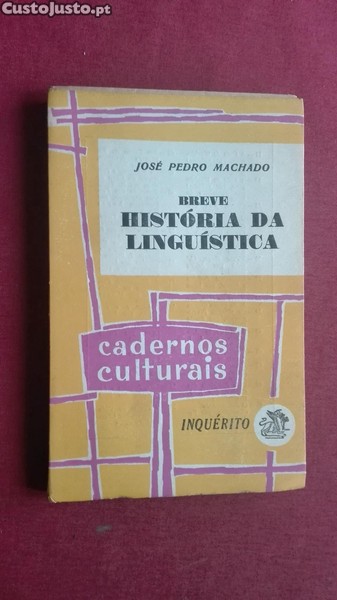 CustoJusto.pt
JOSÉ PEDRO MACHADO
BREVE
HISTÓRIA DA
LINGUÍSTICA
cadernos
culturais
INQUÉRITO